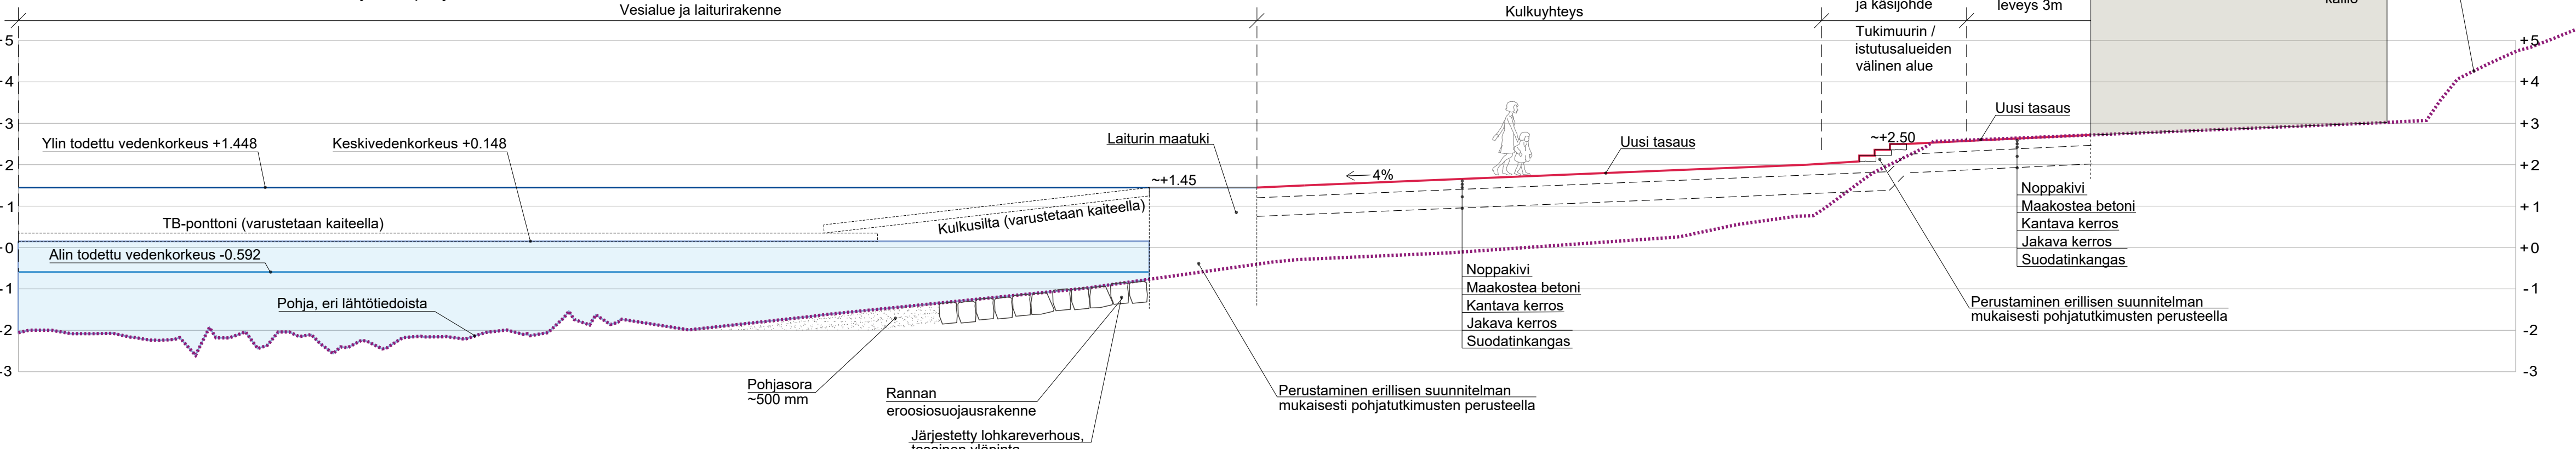 Vesialue ja laiturirakenne
Kulkuyhteys
ja käsijohde
leveys 3m
Tukimuurin /
istutusalueiden
välinen alue
+5
+4
+3
+2
+1
+0
-1
-2
-3
+5
+4
+3
+2
+1
+0
-1
-2
-3
Ylin todettu vedenkorkeus +1.448
Keskivedenkorkeus +0.148
TB-ponttoni (varustetaan kaiteella)
Alin todettu vedenkorkeus -0.592
Pohja, eri lähtötiedoista
Kulkusilta (varustetaan kaiteella)
~+1.45
Laiturin maatuki
4%
Uusi tasaus
~+2.50
Uusi tasaus
Noppakivi
Maakostea betoni
Kantava kerros
Jakava kerros
Suodatinkangas
Noppakivi
Maakostea betoni
Kantava kerros
Jakava kerros
Suodatinkangas
Perustaminen erillisen suunnitelman
mukaisesti pohjatutkimusten perusteella
Pohjasora
~500 mm
Rannan
eroosiosuojausrakenne
Järjestetty lohkareverhous,
Perustaminen erillisen suunnitelman
mukaisesti pohjatutkimusten perusteella